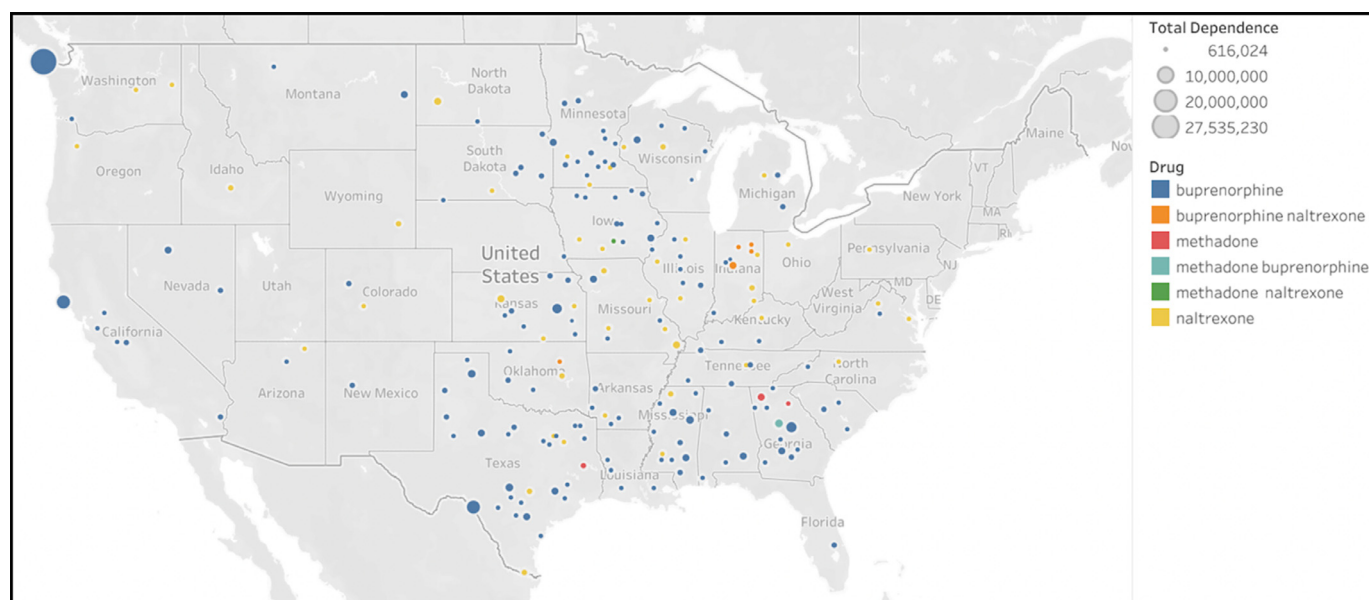 Total Dependence
616,024
10,000,000
20,000,000
27,535,230
Drug
buprenorphine
buprenorphine naltrexone
methadone
methadone buprenorphine
methadone naltrexone
naltrexone
Washington
Montana
North
Dakota
Minnesota
Maine
Oregon
Idaho
South
Dakota
Wisconsin
Michigan
VT
New York
MA
RI
Wyoming
Iow
United
States
Nevada
Utah
Colorado
Kansas
Illinois
Indiana
Ohio
Pennsylvania
NJ
MD
DE
West
Virginia
California
Missouri
Kentucky
Arizona
New Mexico
Oklahoma
Arkansas
Tennessee
North
Carolina
Mississippi
Georgia
Texas
Louisiana
Florida